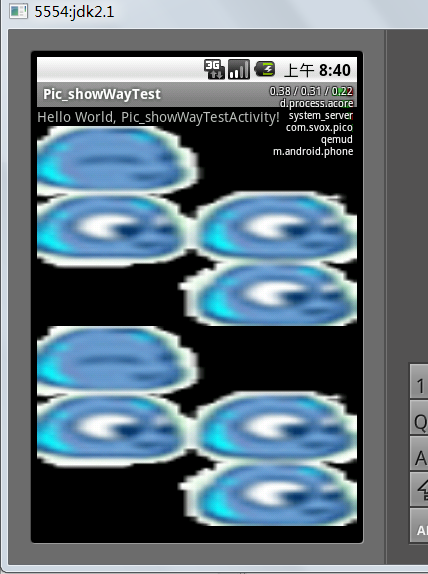 5554:jdk2.1
3G
上午 8:40
Pic_showWayTest
0.38 / 0.31 / 0.22
d.process.acore
Hello World, Pic_showWayTestActivity!
system_server
com.svox.pico
qemud
m.android.phone
1
Q
A